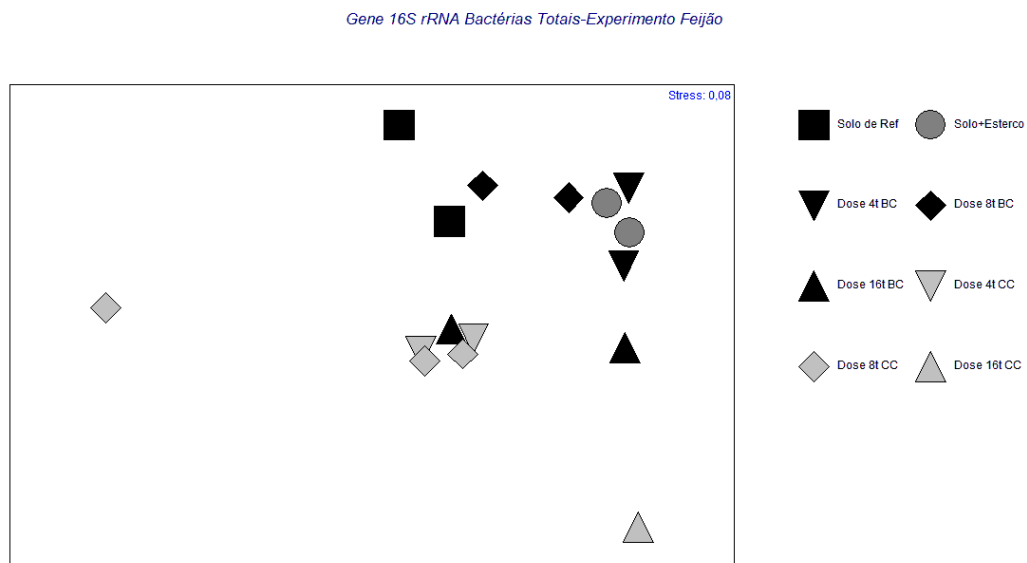 Gene 16S rRNA Bactérias Totais-Experimento Feijão
Stress: 0,08
Solo de Ref
Solo+Esterco
Dose 4t BC
Dose 8t BC
Dose 16t BC
Dose 4t CC
Dose 8t CC
Dose 16t CC